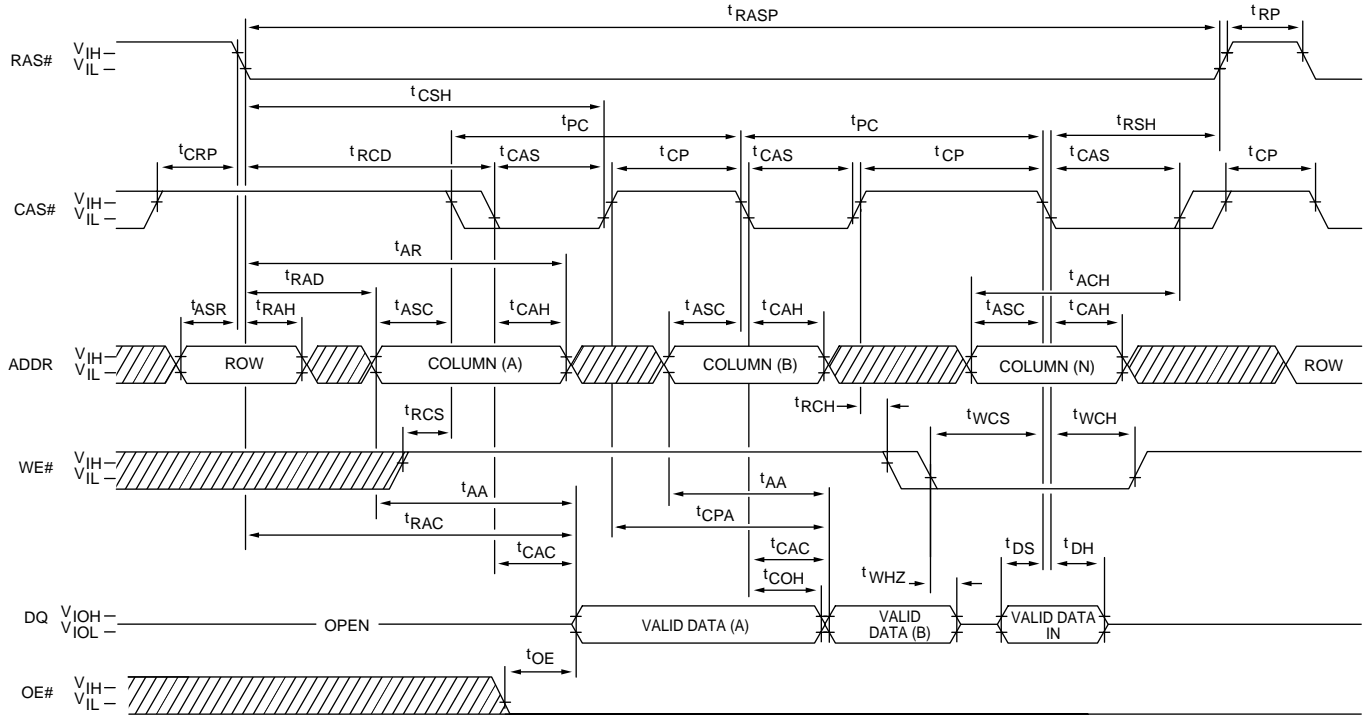 tRASP tRP
RAS# VIH VIL
tCSH
tPC tPC tRSH
tCRP tRCD tCAS tCP tCAS tCP tCAS tCP
CAS# VIH VIL
tAR
tRAD tACH
tASR tRAH tASC tCAH tASC tCAH tASC tCAH
ADDR VIH VIL ROW COLUMN (A) COLUMN (B) COLUMN (N) ROW
tRCS tRCH tWCS tWCH
WE# VIH VIL
tAA tAA
tRAC tCPA
tCAC tCAC tDS tDH
tCOH tWHZ
DQ VIOH VIOL OPEN VALID DATA (A) VALID DATA (B) VALID DATA IN
tOE
OE# VIH VIL